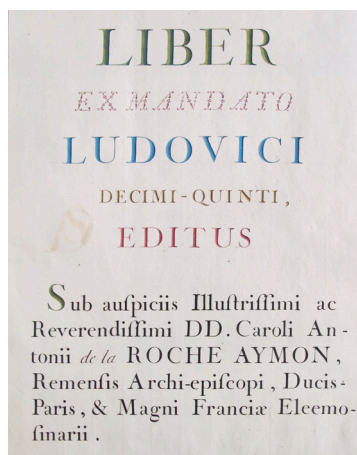 LIBER
EX MANDATO
LUDOVICI
DECIMI-QUINTI,
EDITUS
Sub auſpiciis Illuſtriſſimi ac
Reverendiſſimi DD. Caroli An-
tonii de la ROCHE AYMON,
Remenſis Archi-epiſcopi, Ducis-
Paris, & Magni Franciæ Eleemo-
ſinarii.